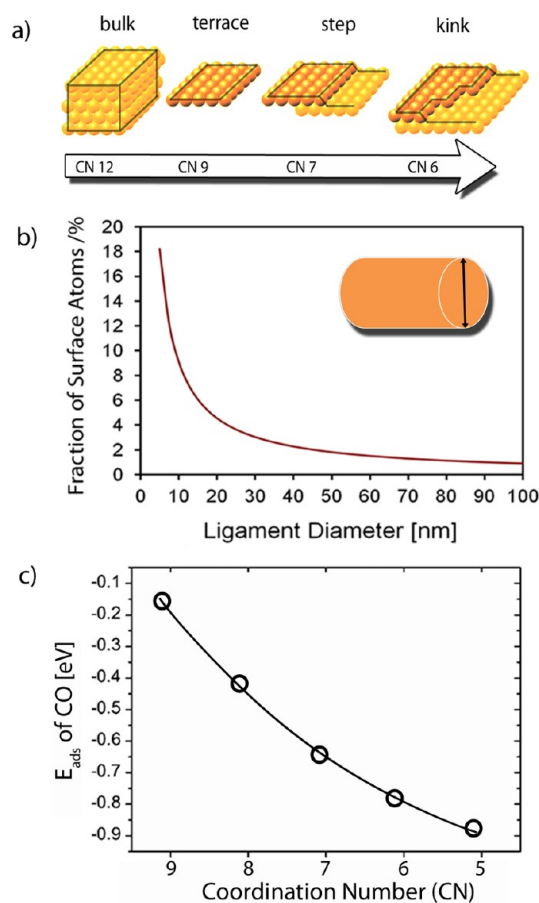 a)
bulk terrace step kink
CN 12 CN 9 CN 7 CN 6
b)
Fraction of Surface Atoms /%
20
18
16
14
12
10
8
6
4
2
0
0 10 20 30 40 50 60 70 80 90 100
Ligament Diameter [nm]
c)
E_ads of CO [eV]
-0.1
-0.2
-0.3
-0.4
-0.5
-0.6
-0.7
-0.8
-0.9
9 8 7 6 5
Coordination Number (CN)